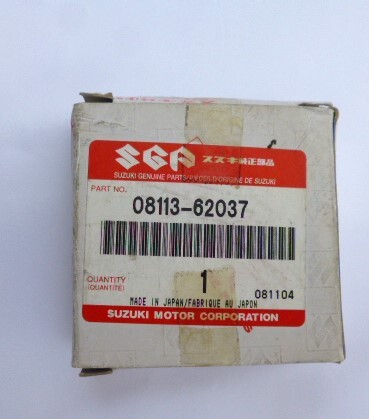 SGP スズキ純正部品
SUZUKI GENUINE PARTS/PIECES D'ORIGINE DE SUZUKI
PART NO.
08113-62037
QUANTITY
(QUANTITÉ)
1
081104
MADE IN JAPAN/FABRIQUE AU JAPON
SUZUKI MOTOR CORPORATION